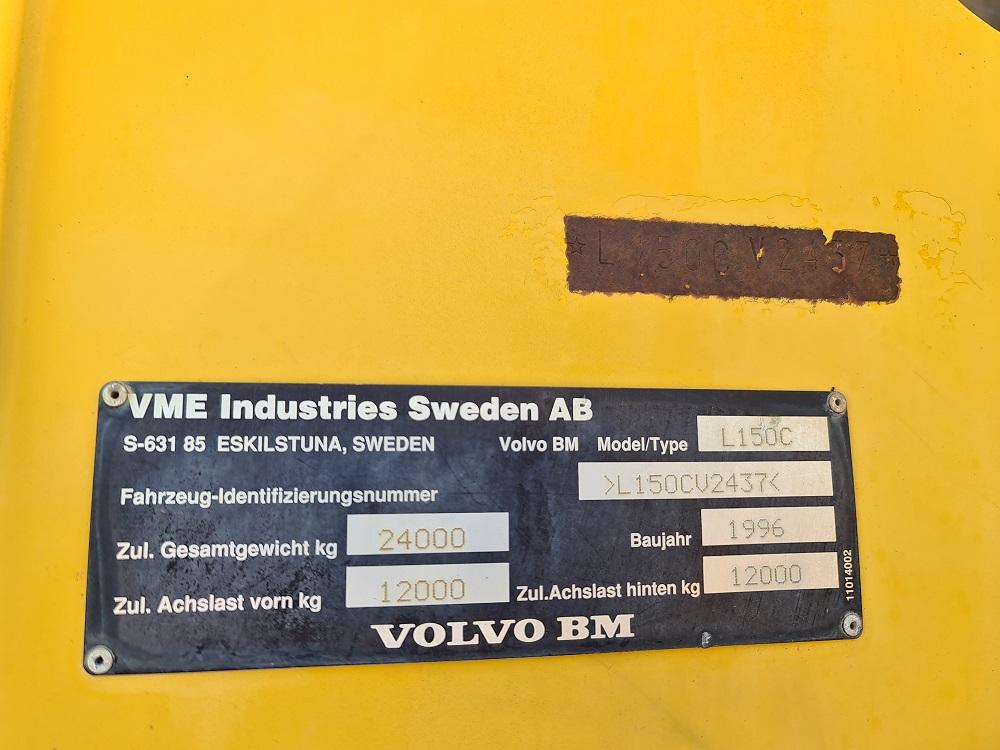 ☆L150CV2437☆
VME Industries Sweden AB
S-631 85 ESKILSTUNA, SWEDEN Volvo BM Model/Type L150C
Fahrzeug-Identifizierungsnummer >L150CV2437<
Zul. Gesamtgewicht kg 24000 Baujahr 1996
Zul. Achslast vorn kg 12000 Zul.Achslast hinten kg 12000
VOLVO BM
11014002